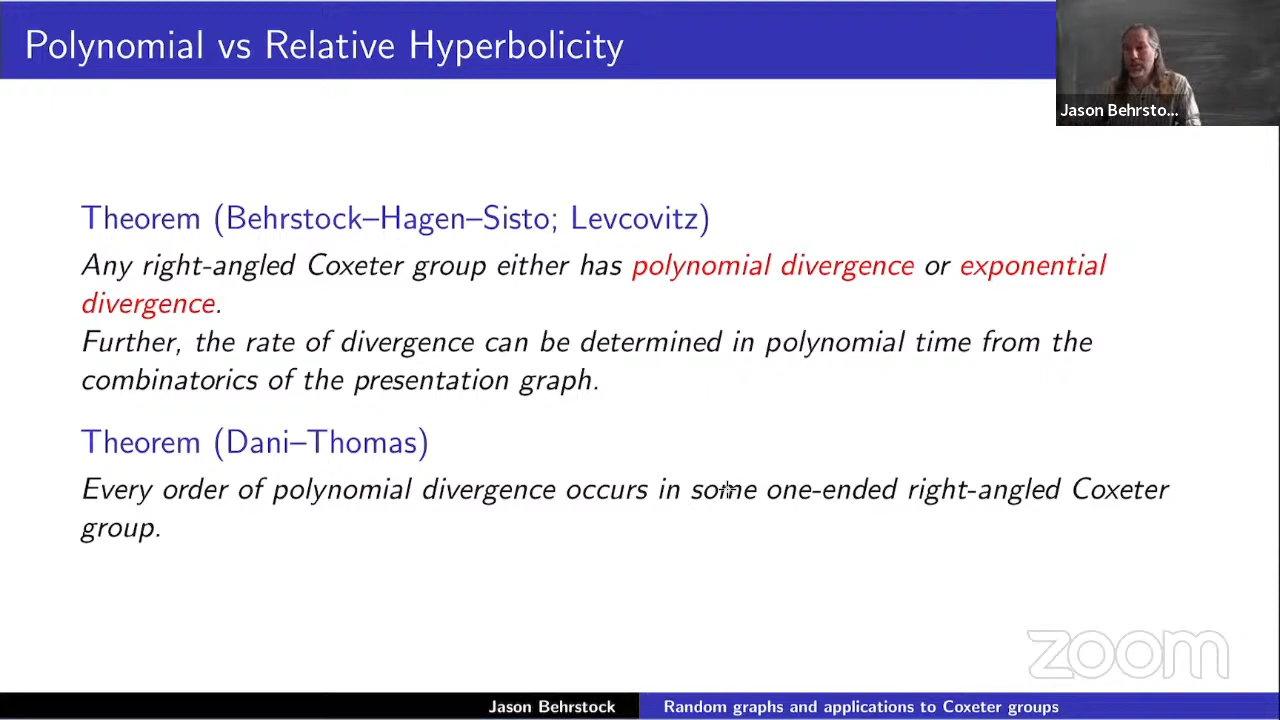 Polynomial vs Relative Hyperbolicity
Jason Behrsto...
Theorem (Behrstock–Hagen–Sisto; Levcovitz)
Any right-angled Coxeter group either has polynomial divergence or exponential
divergence.
Further, the rate of divergence can be determined in polynomial time from the
combinatorics of the presentation graph.
Theorem (Dani–Thomas)
Every order of polynomial divergence occurs in some one-ended right-angled Coxeter
group.
zoom
Jason Behrstock
Random graphs and applications to Coxeter groups